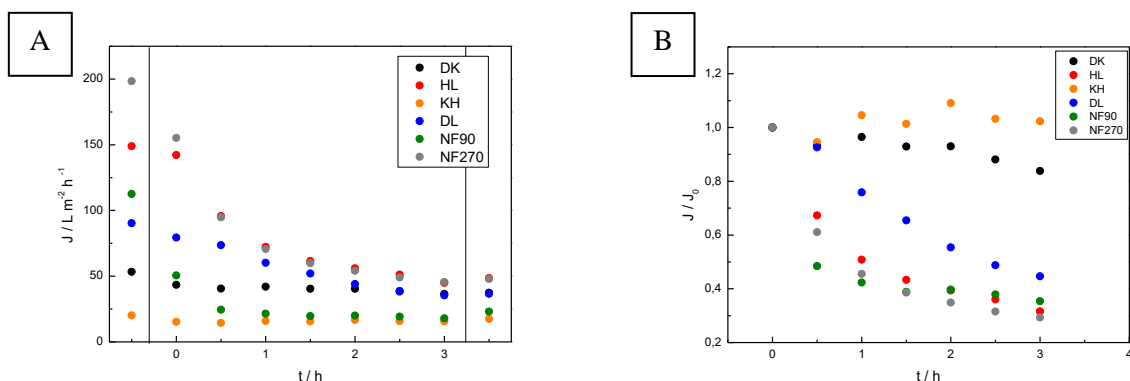 A
J / L m⁻² h⁻¹
200
150
100
50
0
DK
HL
KH
DL
NF90
NF270
0
1
2
3
t / h
B
J / J₀
1,2
1,0
0,8
0,6
0,4
0,2
DK
HL
KH
DL
NF90
NF270
0
1
2
3
4
t / h